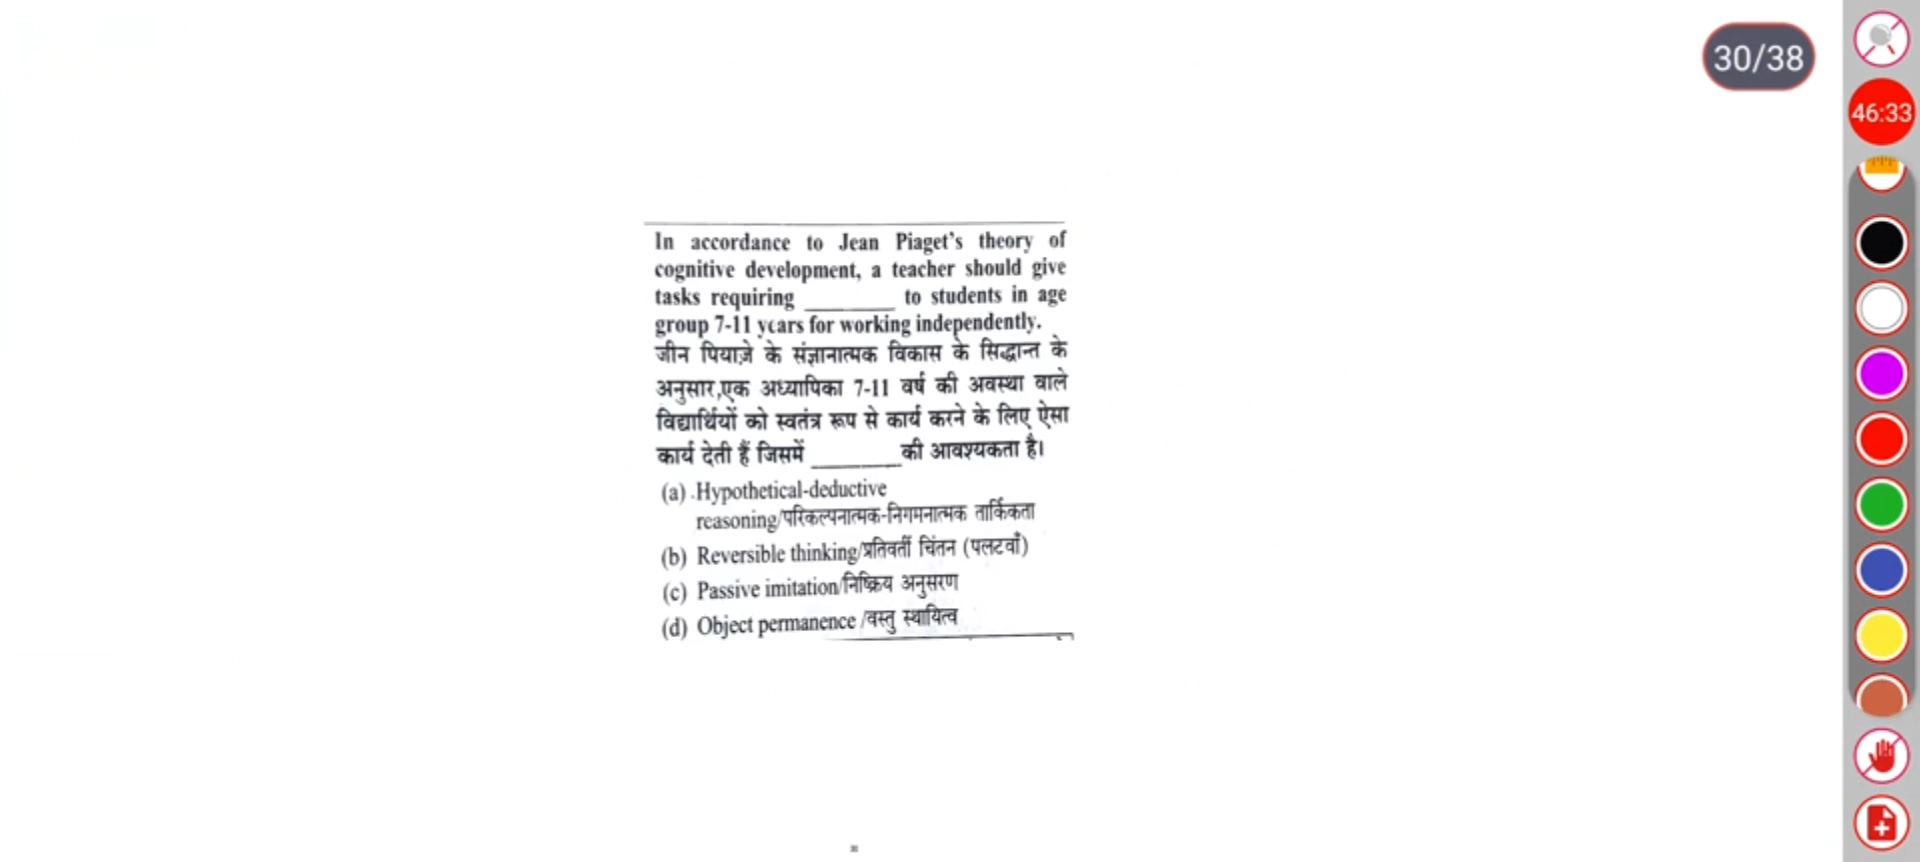 30/38
46:33
In accordance to Jean Piaget's theory of
cognitive development, a teacher should give
tasks requiring ________ to students in age
group 7-11 years for working independently.
जीन पियाज़े के संज्ञानात्मक विकास के सिद्धान्त के
अनुसार,एक अध्यापिका 7-11 वर्ष की अवस्था वाले
विद्यार्थियों को स्वतंत्र रूप से कार्य करने के लिए ऐसा
कार्य देती हैं जिसमें ________की आवश्यकता है।
(a) Hypothetical-deductive
reasoning/परिकल्पनात्मक-निगमनात्मक तार्किकता
(b) Reversible thinking/प्रतिवर्ती चिंतन (पलटवाँ)
(c) Passive imitation/निष्क्रिय अनुसरण
(d) Object permanence /वस्तु स्थायित्व